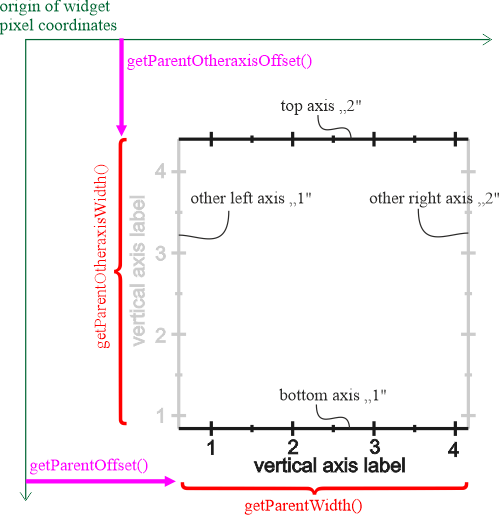 origin of widget
pixel coordinates
getParentOtheraxisOffset()
top axis „2"
4
other left axis „1"
other right axis „2"
getParentOtheraxisWidth()
vertical axis label
3
2
1
bottom axis „1"
1
2
3
4
vertical axis label
getParentOffset()
getParentWidth()